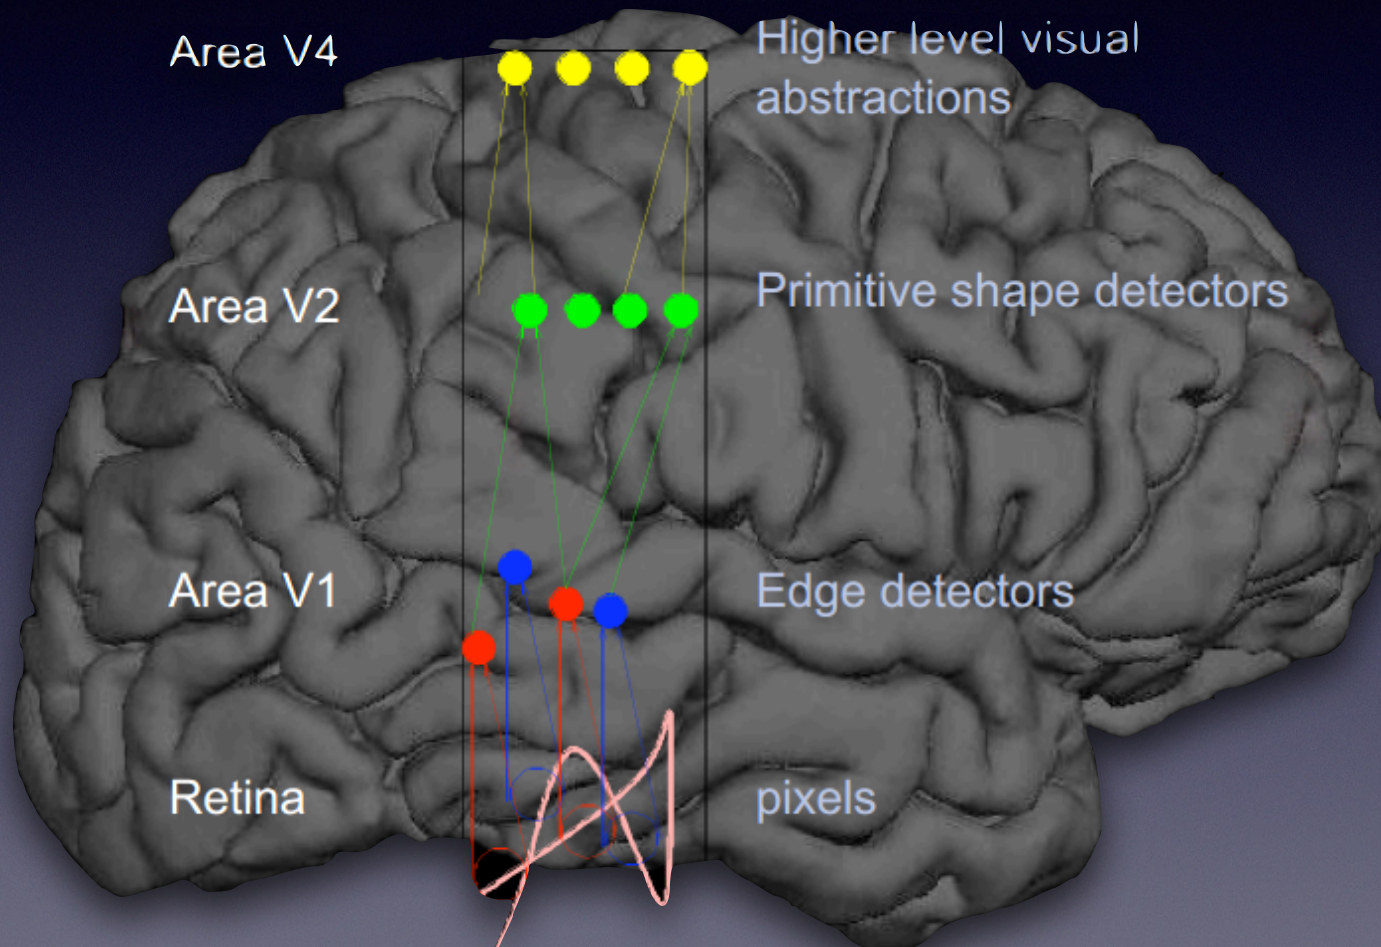 Area V4
Higher level visual
abstractions
Area V2
Primitive shape detectors
Area V1
Edge detectors
Retina
pixels